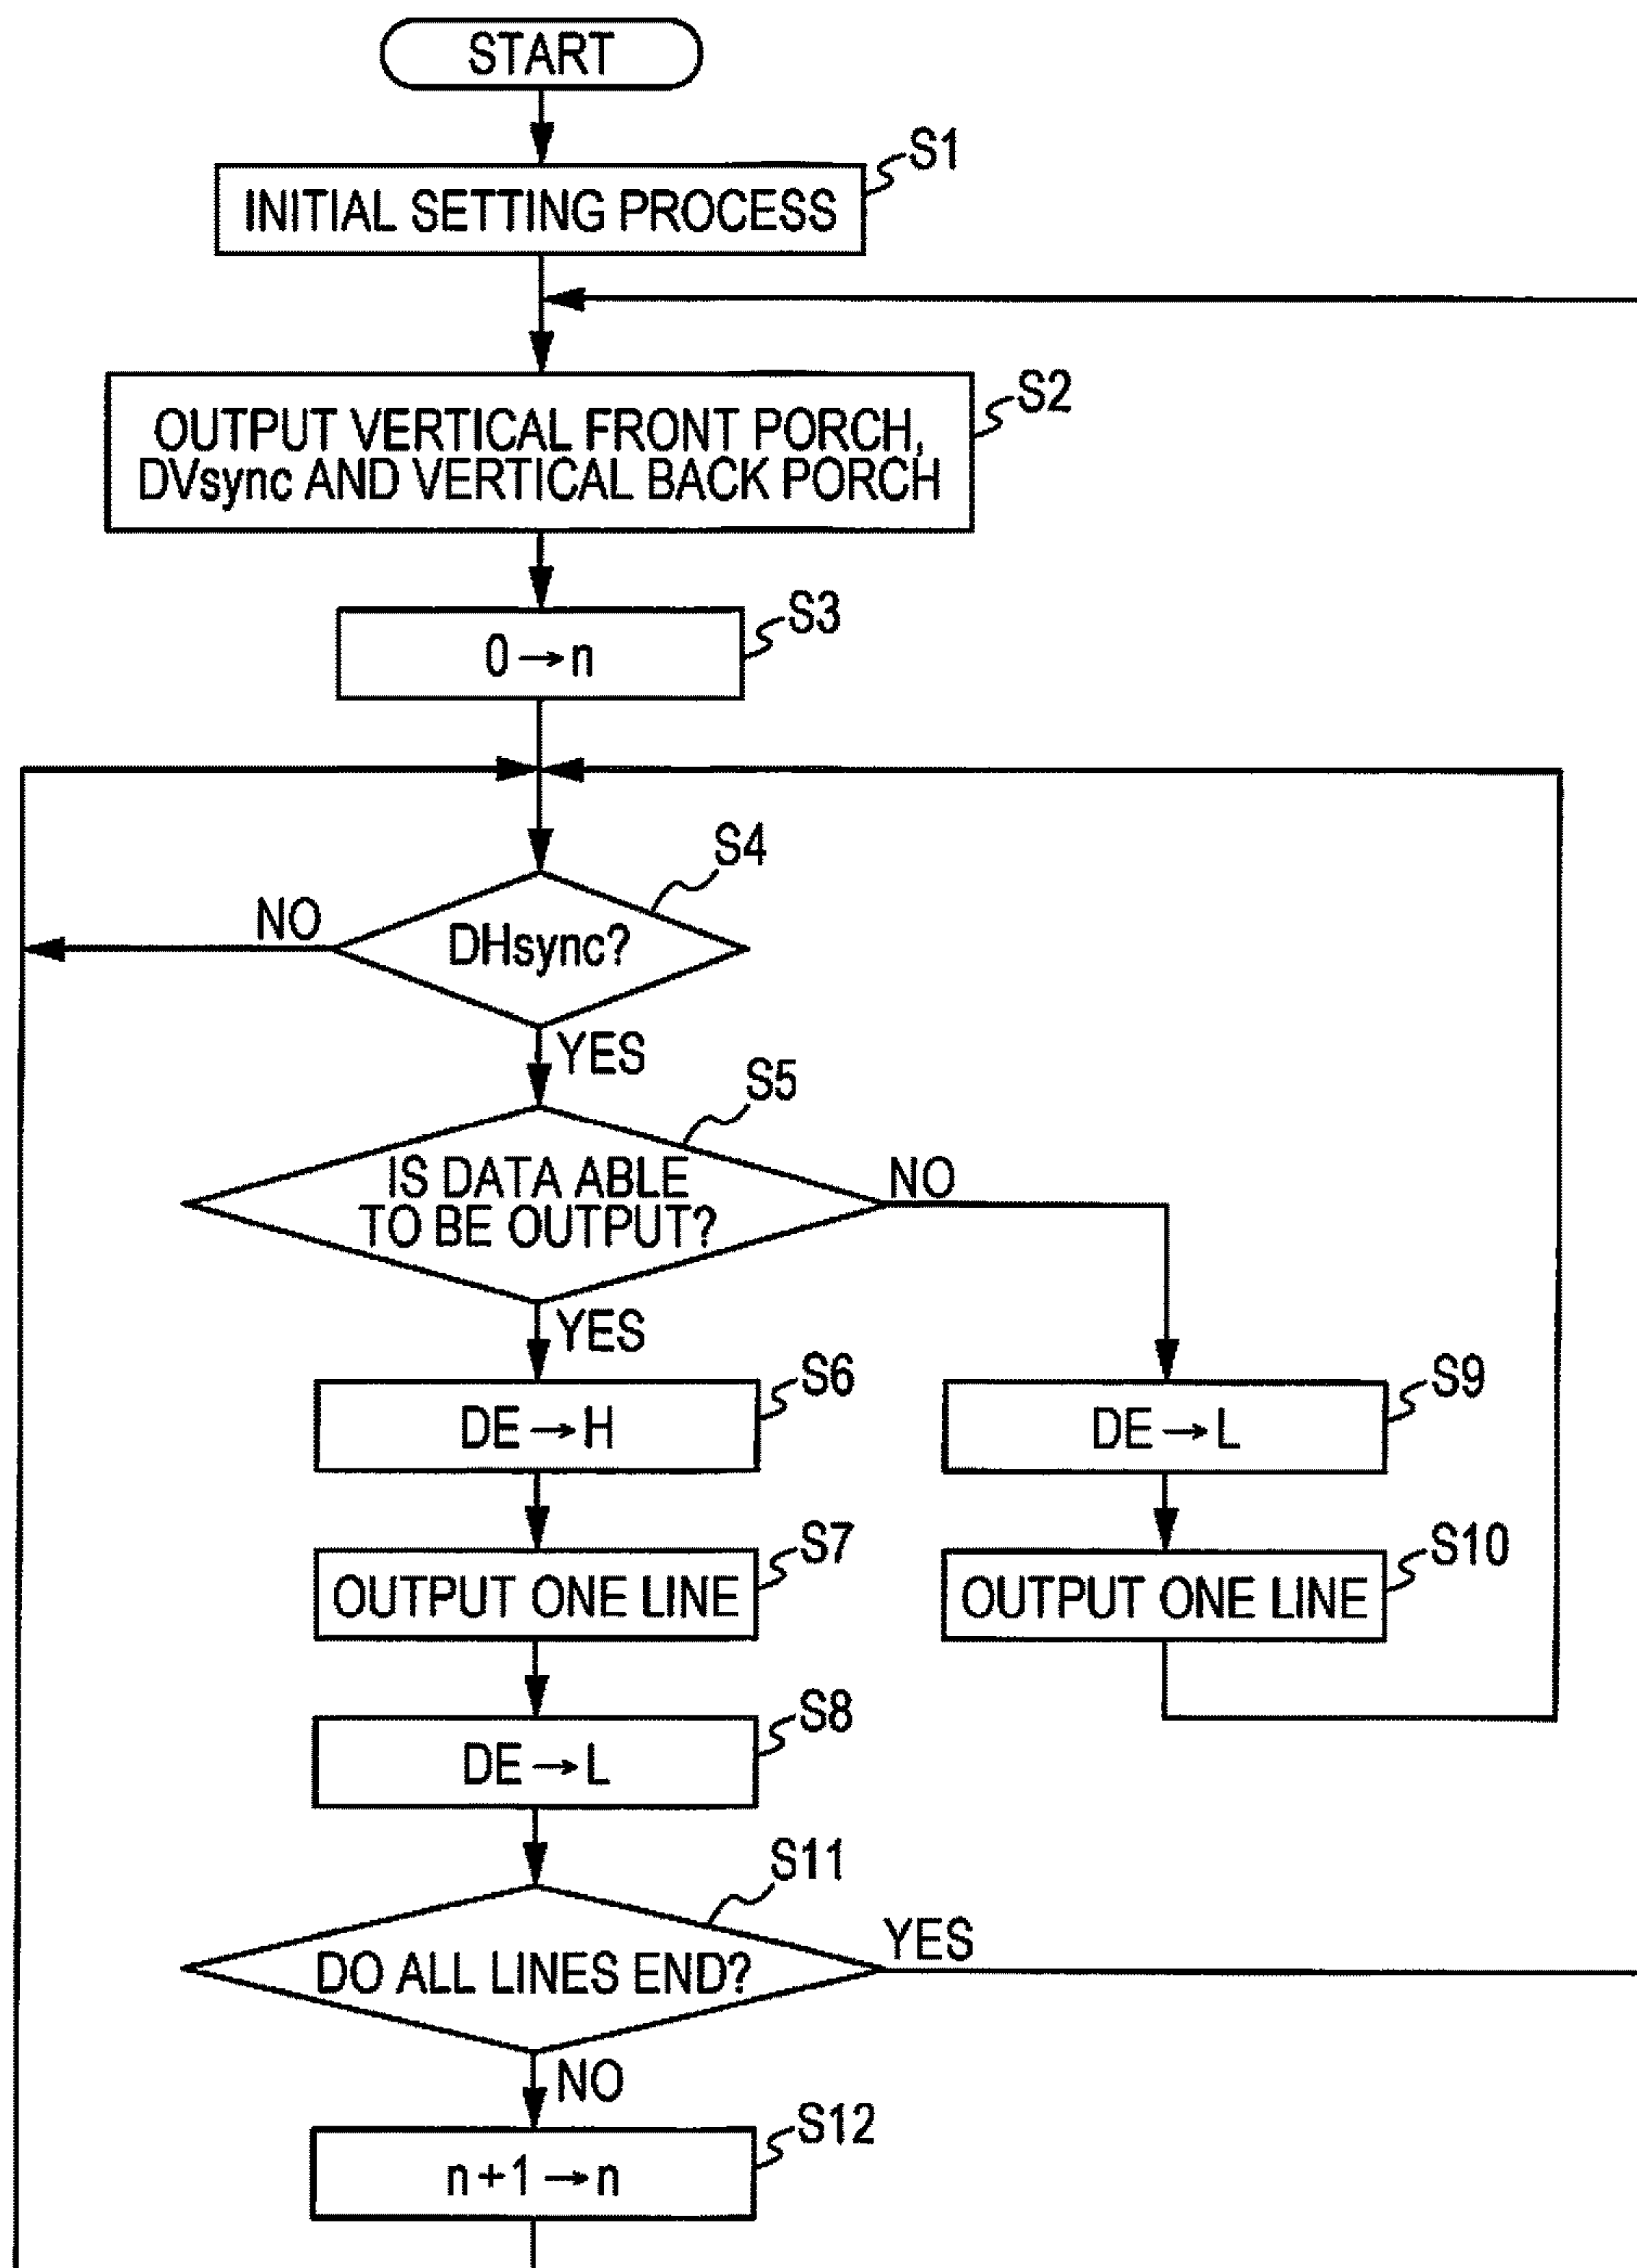 START
S1
INITIAL SETTING PROCESS
S2
OUTPUT VERTICAL FRONT PORCH,
DVsync AND VERTICAL BACK PORCH
S3
0→n
S4
NO
DHsync?
YES
S5
IS DATA ABLE
TO BE OUTPUT?
NO
YES
S6
DE→H
S9
DE→L
S7
OUTPUT ONE LINE
S10
OUTPUT ONE LINE
S8
DE→L
S11
DO ALL LINES END?
YES
NO
S12
n+1→n